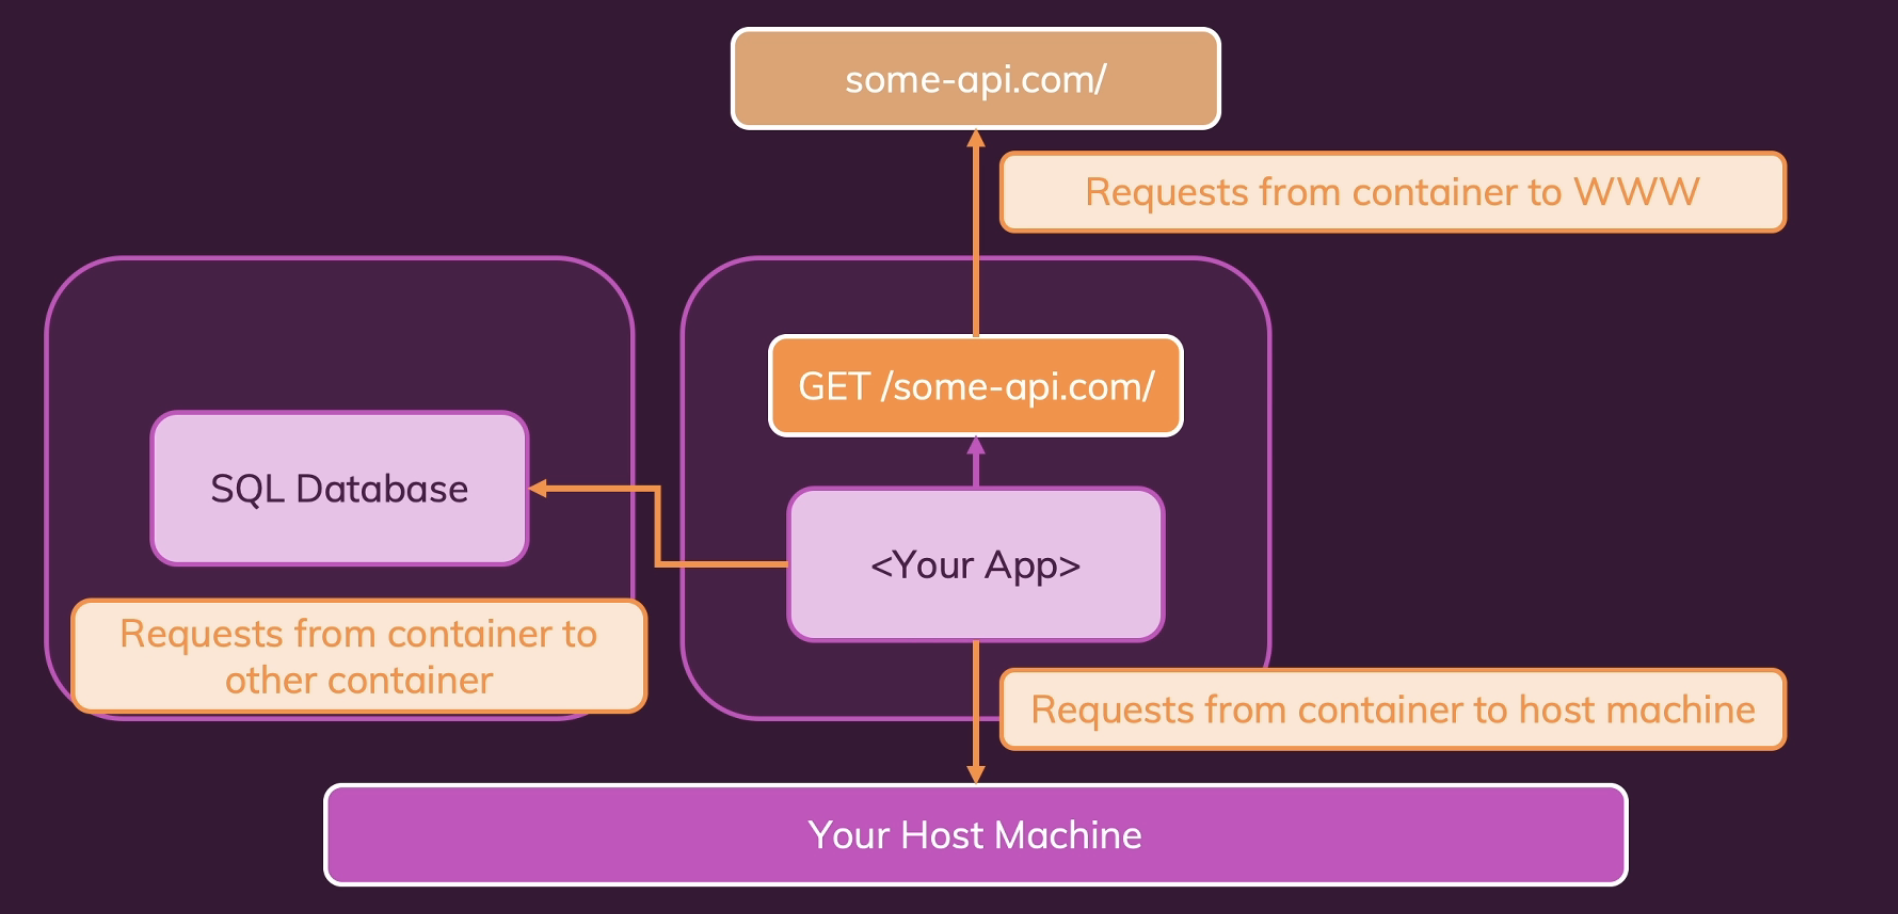 some-api.com/
Requests from container to WWW
GET /some-api.com/
SQL Database
<Your App>
Requests from container to
other container
Requests from container to host machine
Your Host Machine